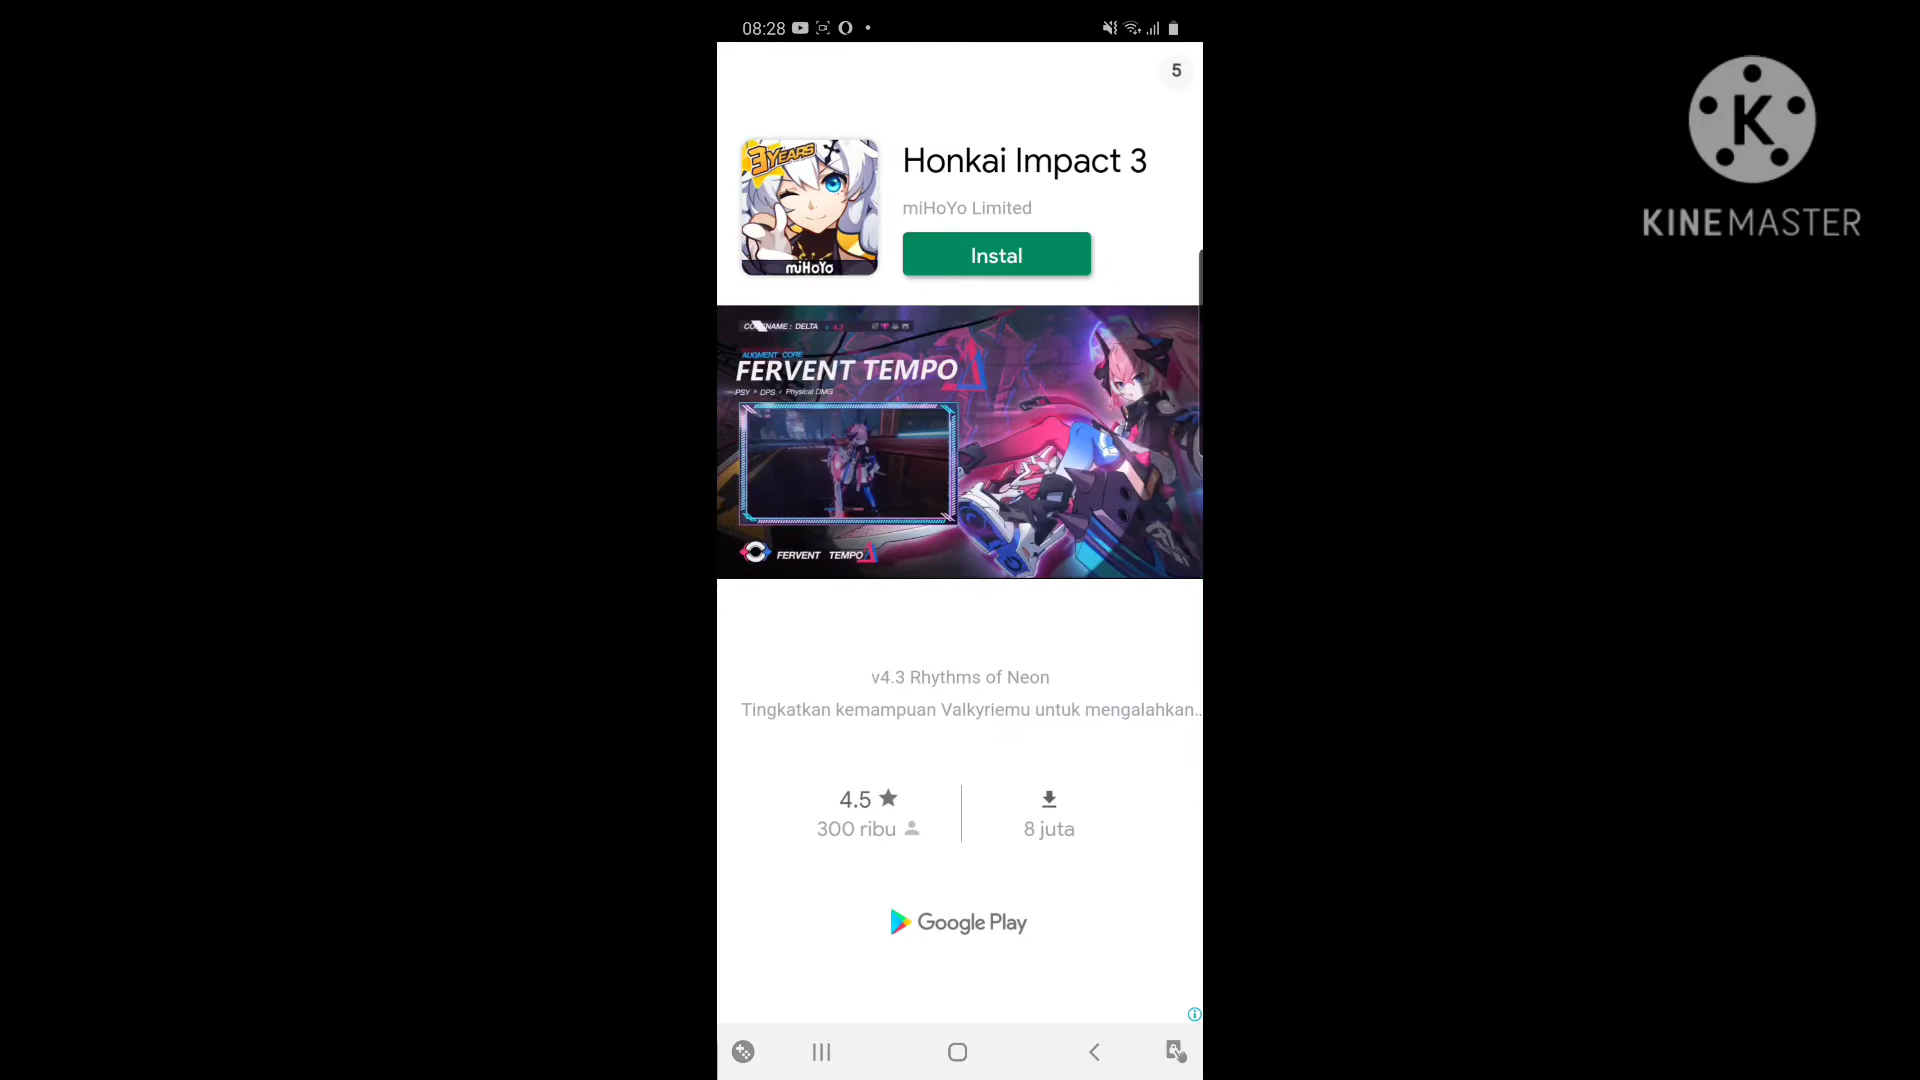 08:28
5
3 YEARS
miHoYo
Honkai Impact 3
miHoYo Limited
Instal
K
KINEMASTER
CODENAME: DELTA 4.3
AUGMENT CORE
FERVENT TEMPO Δ
PSY DPS Physical DMG
FERVENT TEMPO Δ
v4.3 Rhythms of Neon
Tingkatkan kemampuan Valkyriemu untuk mengalahkan..
4.5 ★
300 ribu
8 juta
Google Play